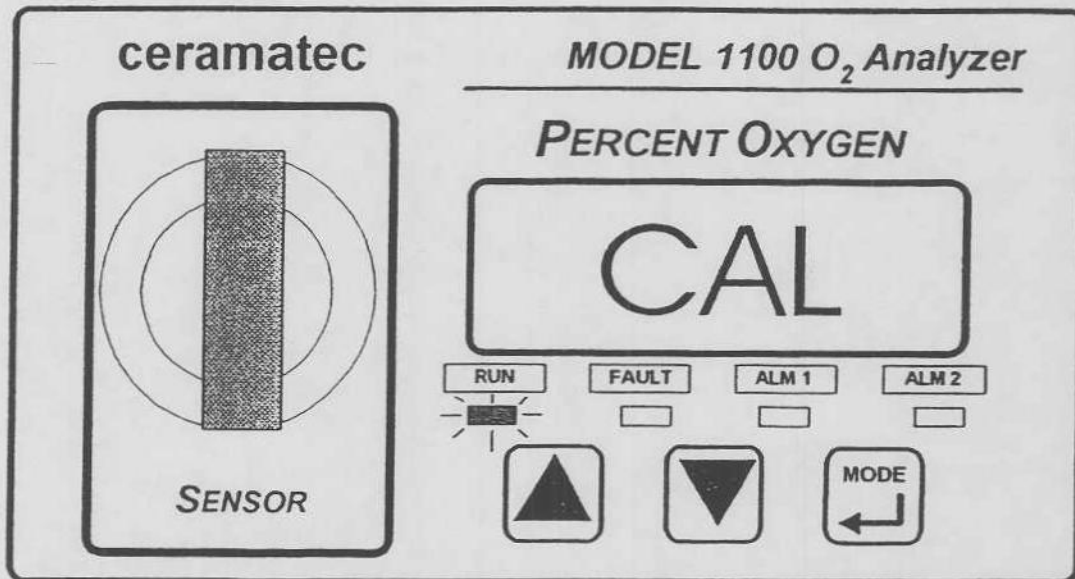 ceramatec
MODEL 1100 O₂ Analyzer
PERCENT OXYGEN
CAL
RUN FAULT ALM 1 ALM 2
MODE
SENSOR